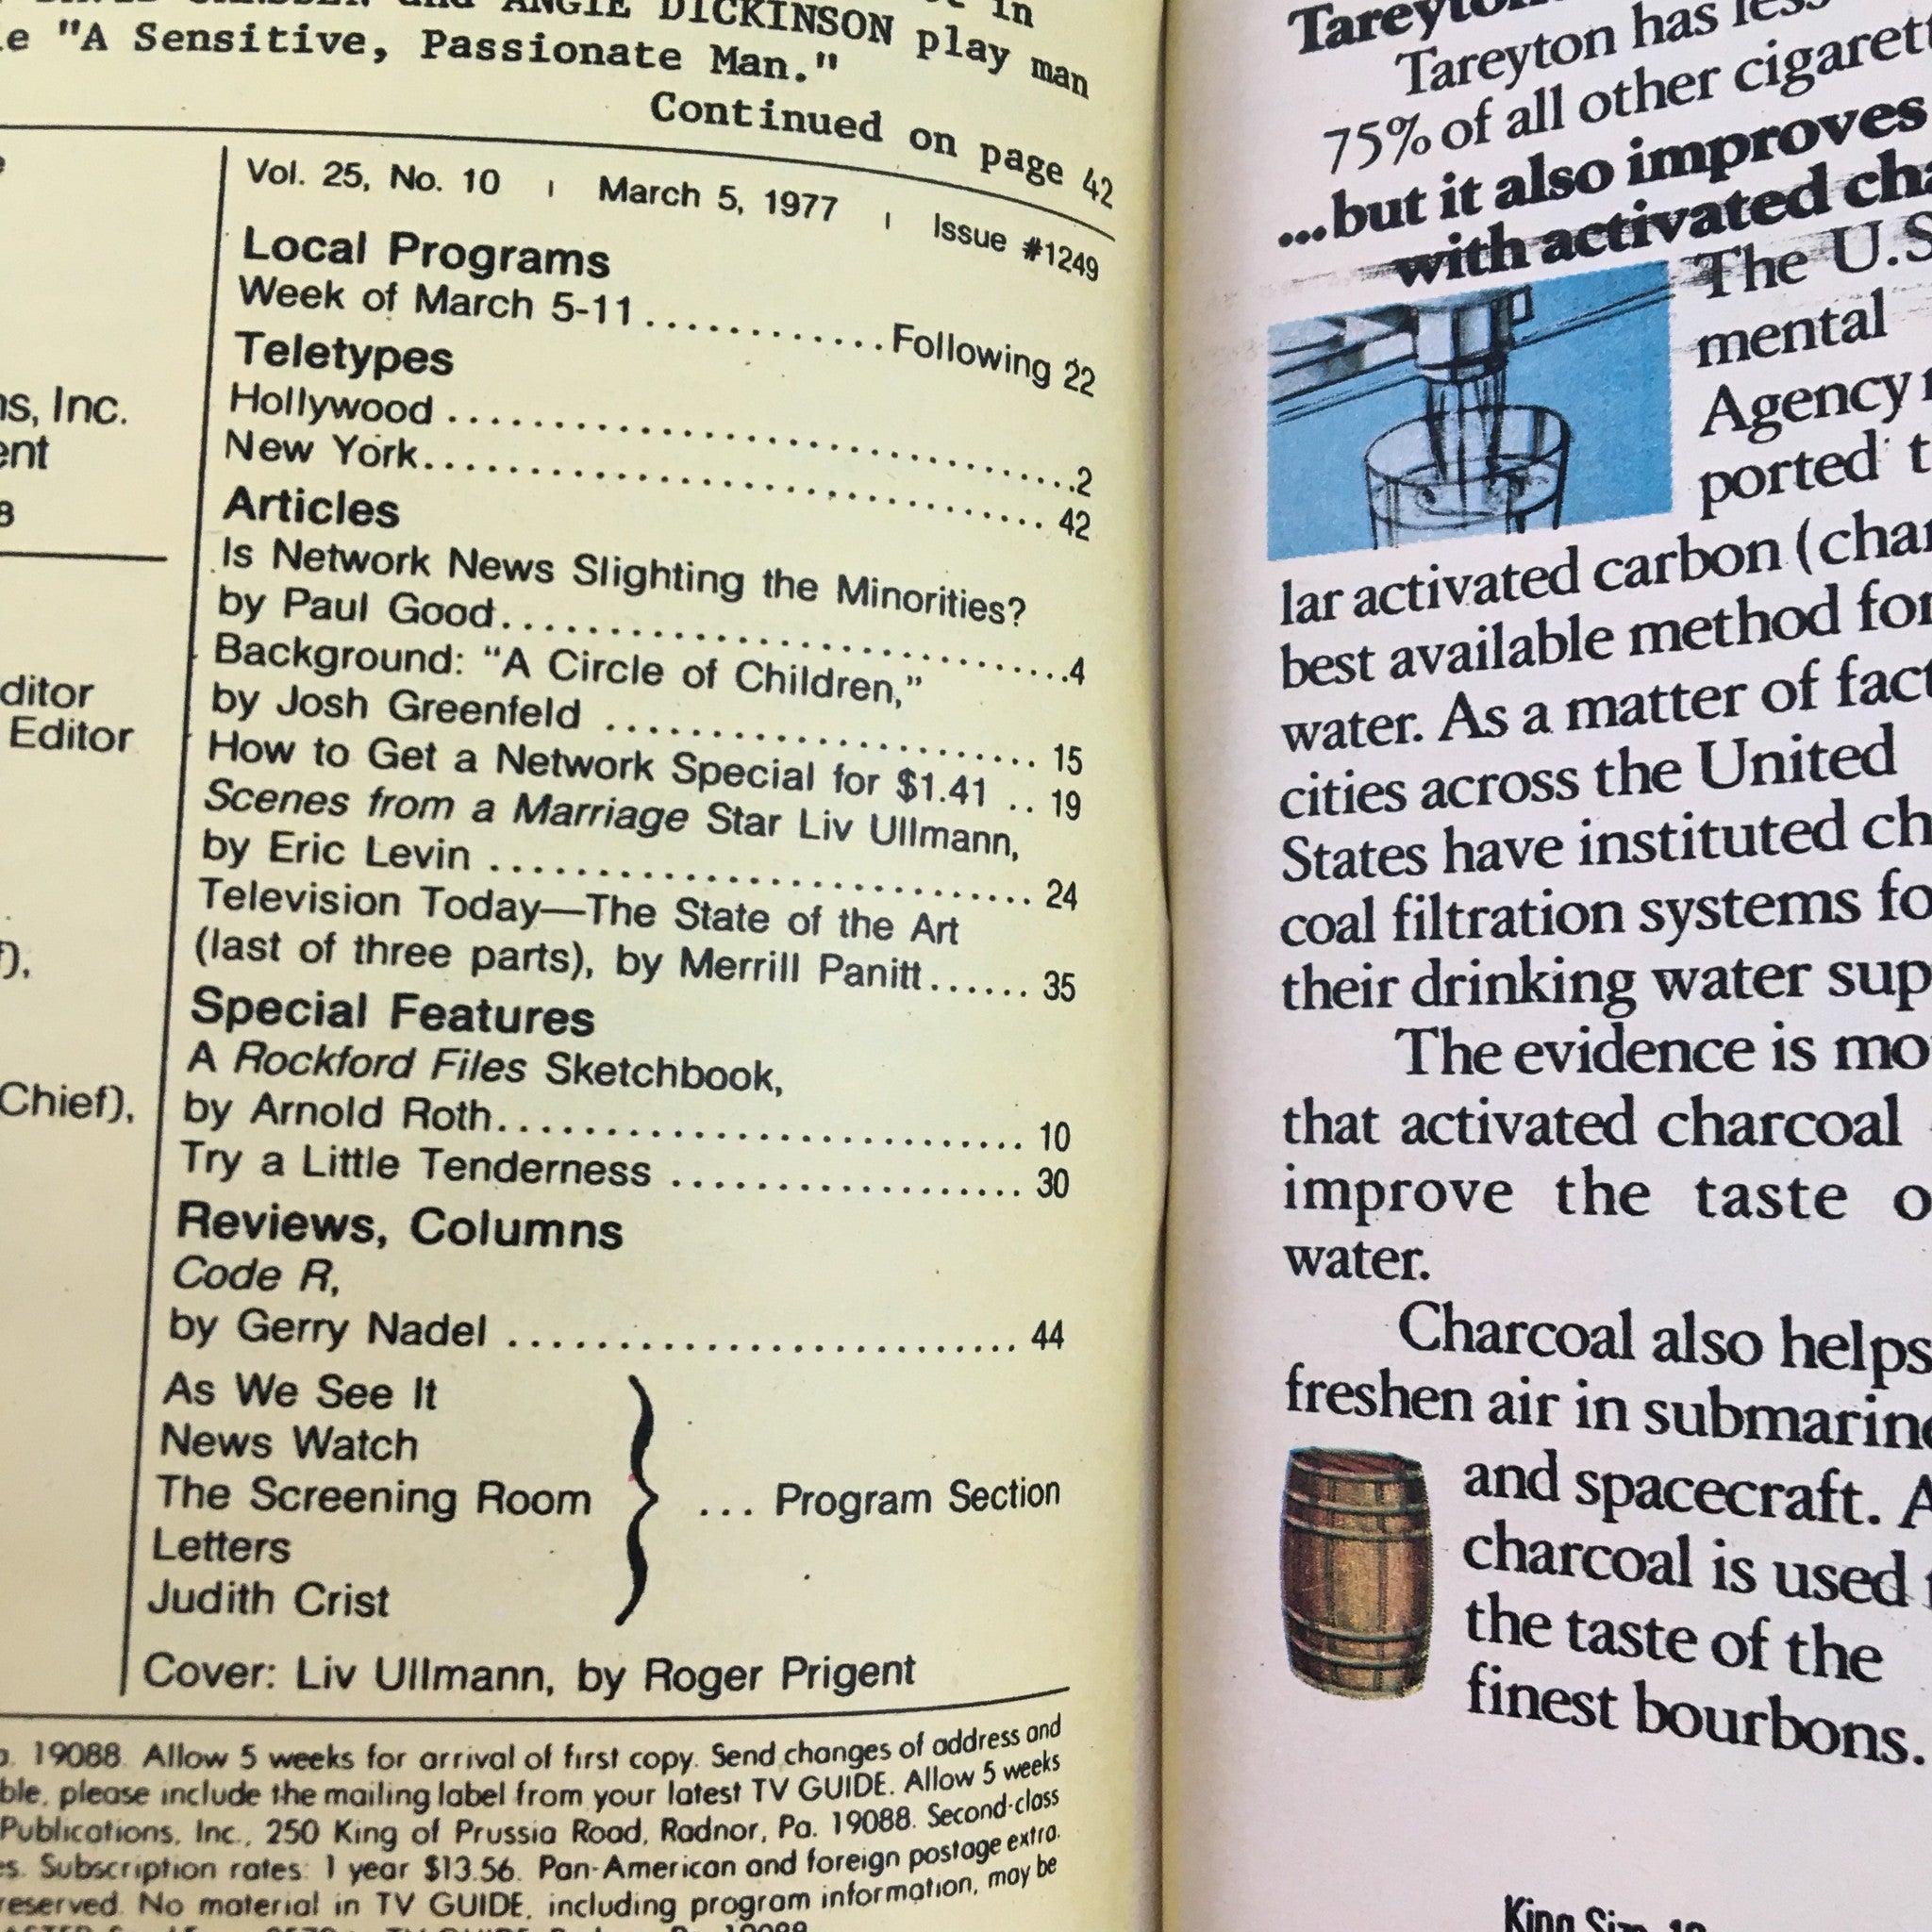 and ANGIE DICKINSON play man
"A Sensitive, Passionate Man."
Continued on page 42
Inc.
Editor
Chief),
Vol. 25, No. 10 | March 5, 1977 | Issue #1249
Local Programs
Week of March 5-11............Following 22
Teletypes
Hollywood ..............................2
New York................................ 42
Articles
Is Network News Slighting the Minorities?
by Paul Good............................4
Background: "A Circle of Children,"
by Josh Greenfeld ...................... 15
How to Get a Network Special for $1.41 .. 19
Scenes from a Marriage Star Liv Ullmann,
by Eric Levin ............................ 24
Television Today—The State of the Art
(last of three parts), by Merrill Panitt...... 35
Special Features
A Rockford Files Sketchbook,
by Arnold Roth........................... 10
Try a Little Tenderness .................. 30
Reviews, Columns
Code R,
by Gerry Nadel .......................... 44
As We See It
News Watch
The Screening Room ... Program Section
Letters
Judith Crist
Cover: Liv Ullmann, by Roger Prigent
19088. Allow 5 weeks for arrival of first copy. Send changes of address and
please include the mailing label from your latest TV GUIDE. Allow 5 weeks
Publications, Inc., 250 King of Prussia Road, Radnor, Pa. 19088. Second-class
Subscription rates: 1 year $13.56. Pan-American and foreign postage extra.
reserved. No material in TV GUIDE, including program information, may be
Tareyton
Tareyton has less
75% of all other
...but it also improves
with activated
The U.S
mental
Agency
ported
lar activated carbon
best available method for
water. As a matter of fact
cities across the United
States have instituted
coal filtration systems
their drinking water
The evidence is
that activated charcoal
improve the taste
water.
Charcoal also helps
freshen air in
and spacecraft.
charcoal is used
the taste of the
finest bourbons.
King